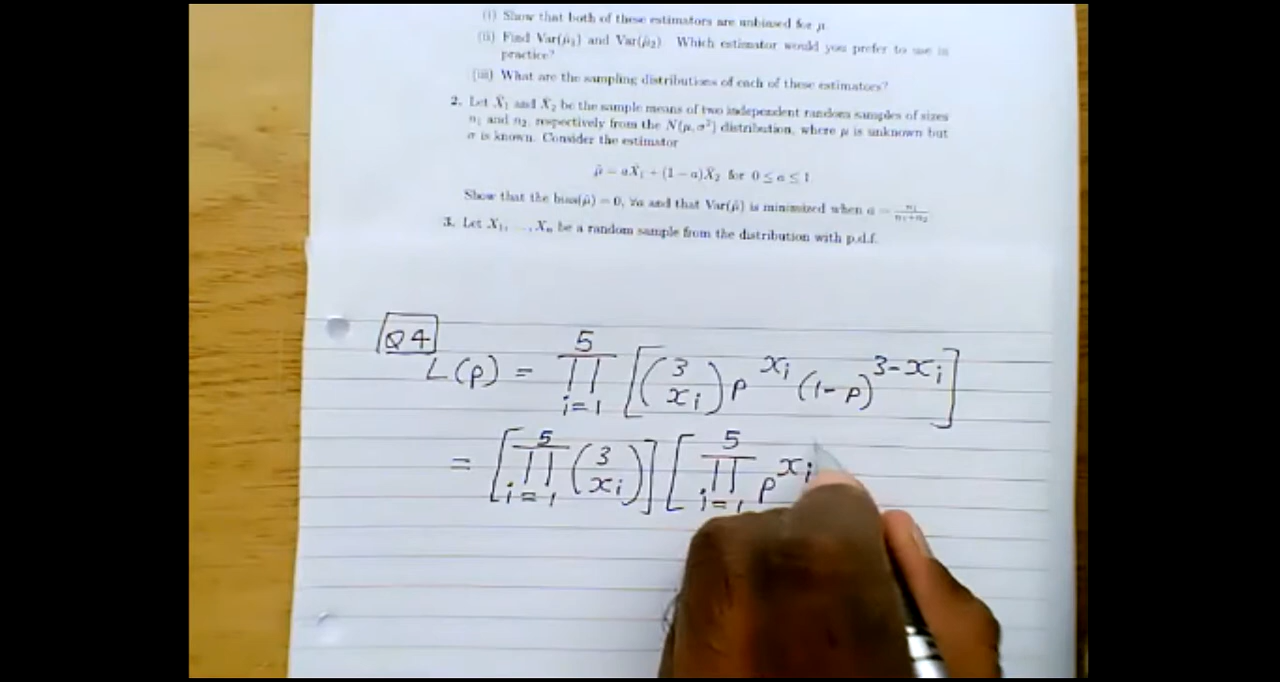 (i) Show that both of these estimators are unbiased for μ.
(ii) Find Var(μ̂₁) and Var(μ̂₂). Which estimator would you prefer to use in
practice?
(iii) What are the sampling distributions of each of these estimators?
2. Let X̄₁ and X̄₂ be the sample means of two independent random samples of sizes
n₁ and n₂, respectively from the N(μ, σ²) distribution, where μ is unknown but
σ is known. Consider the estimator
μ̂ = aX̄₁ + (1 − a)X̄₂ for 0 ≤ a ≤ 1
Show that the bias(μ̂) = 0, ∀a and that Var(μ̂) is minimized when a = n₁/(n₁+n₂)
3. Let X₁, ..., Xₙ be a random sample from the distribution with p.d.f.
Q4
L(p) = ∏_{i=1}^{5} [(3 xᵢ) p^{xᵢ} (1-p)^{3-xᵢ}]
= [∏_{i=1}^{5} (3 xᵢ)] [∏_{i=1}^{5} p^{xᵢ}